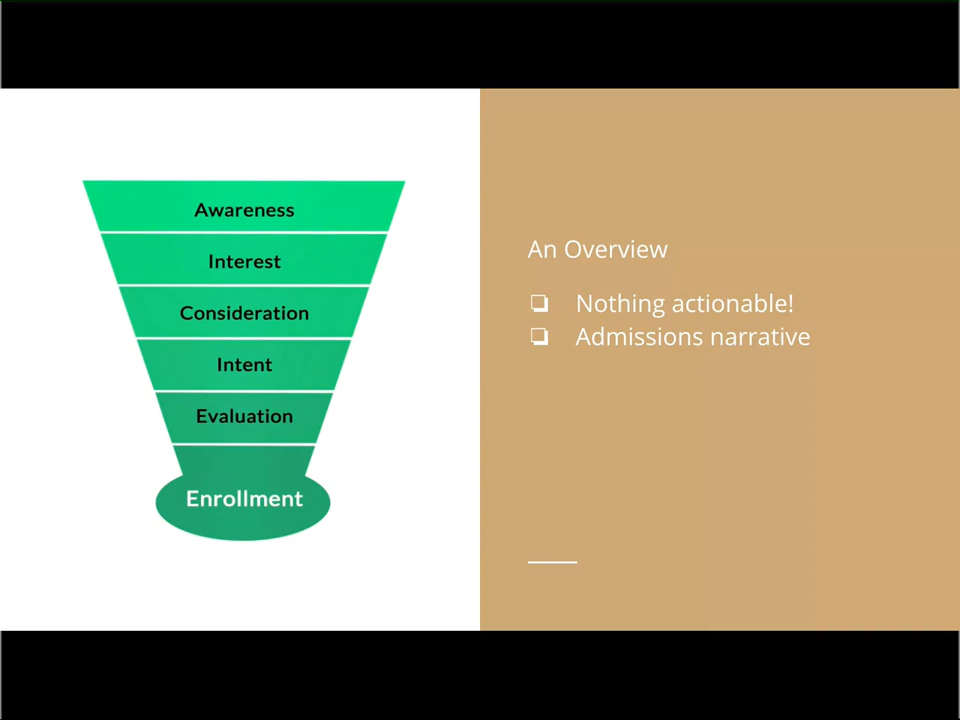 Awareness
Interest
Consideration
Intent
Evaluation
Enrollment
An Overview
❏ Nothing actionable!
❏ Admissions narrative